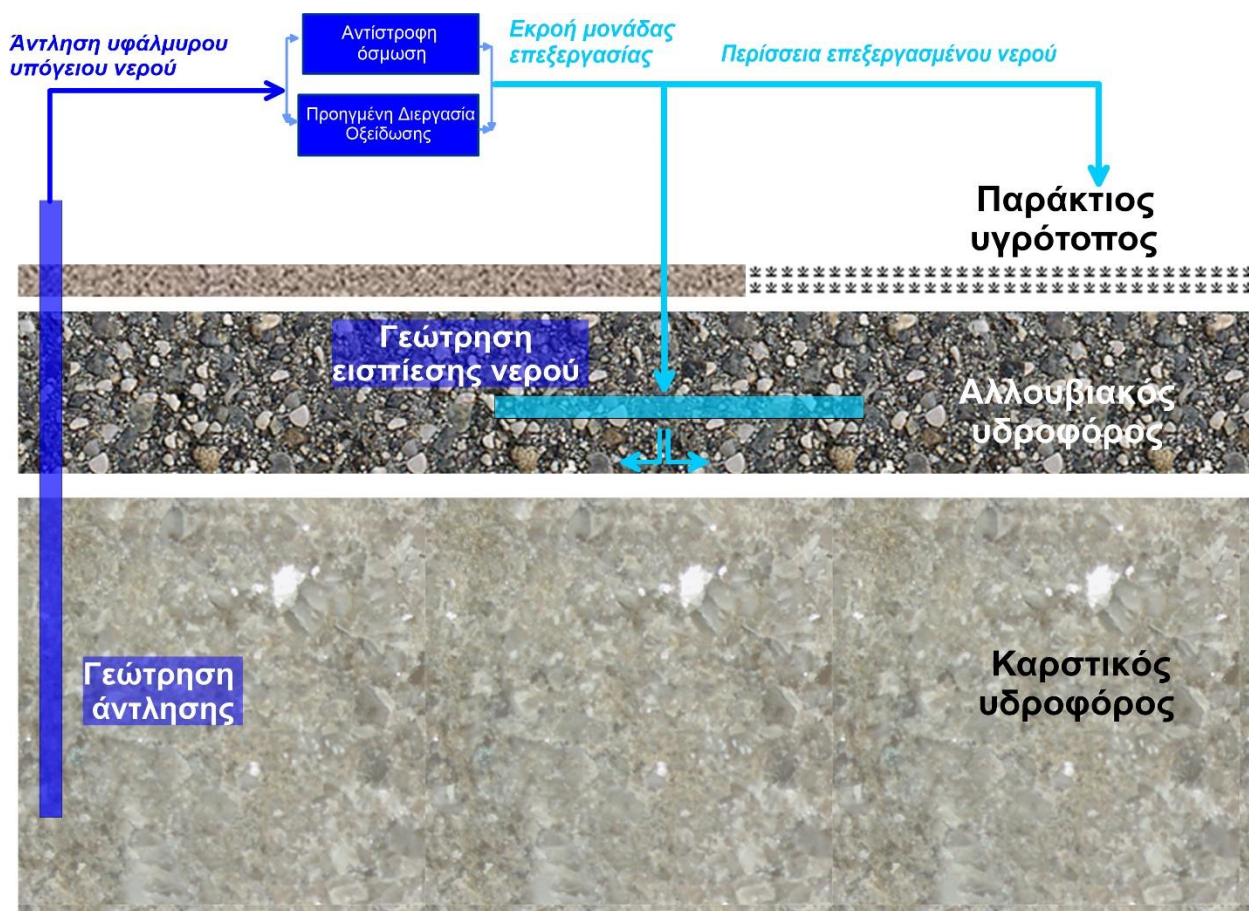 Άντληση υφάλμυρου
υπόγειου νερού
Αντίστροφη
όσμωση
Προηγμένη Διεργασία
Οξείδωσης
Εκροή μονάδας
επεξεργασίας
Περίσσεια επεξεργασμένου νερού
Παράκτιος
υγρότοπος
Γεώτρηση
εισπίεσης νερού
Αλλουβιακός
υδροφόρος
Γεώτρηση
άντλησης
Καρστικός
υδροφόρος